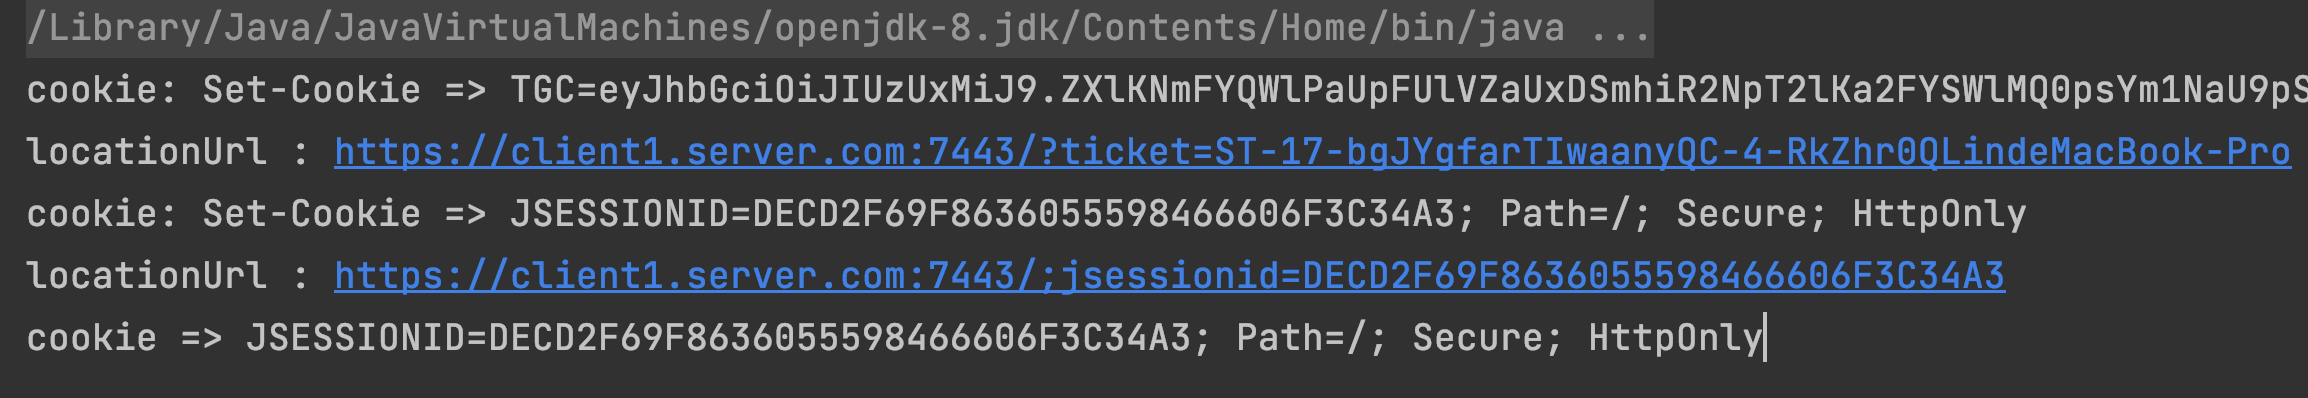 /Library/Java/JavaVirtualMachines/openjdk-8.jdk/Contents/Home/bin/java ...
cookie: Set-Cookie => TGC=eyJhbGciOiJIUzUxMiJ9.ZXlKNmFYQWlPaUpFUlVZaUxDSmhiR2NpT2lKa2FYSWlMQ0psYm1NaU9pS
locationUrl : https://client1.server.com:7443/?ticket=ST-17-bgJYgfarTIwaanyQC-4-RkZhr0QLindeMacBook-Pro
cookie: Set-Cookie => JSESSIONID=DECD2F69F8636055598466606F3C34A3; Path=/; Secure; HttpOnly
locationUrl : https://client1.server.com:7443/;jsessionid=DECD2F69F8636055598466606F3C34A3
cookie => JSESSIONID=DECD2F69F8636055598466606F3C34A3; Path=/; Secure; HttpOnly